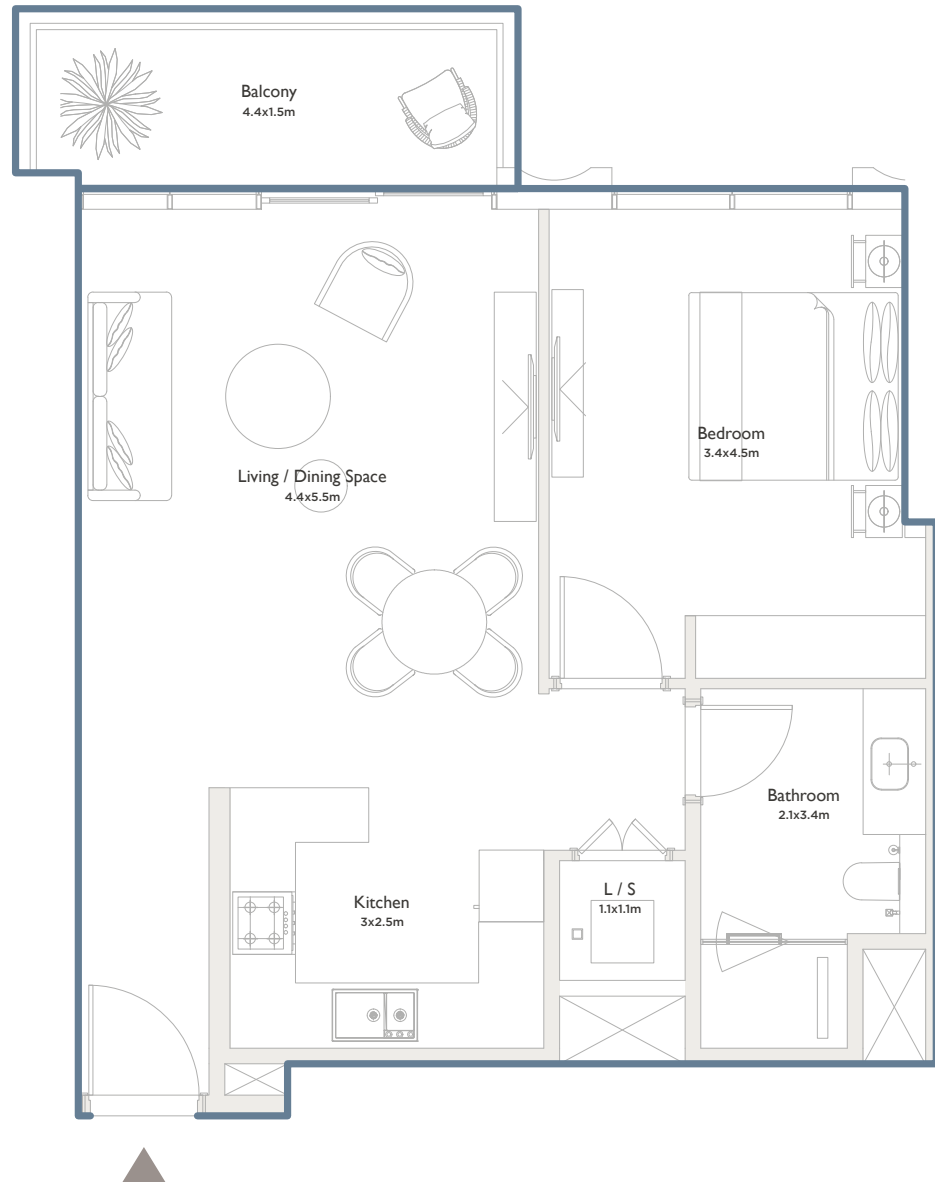 Balcony
4.4x1.5m
Bedroom
3.4x4.5m
Living / Dining Space
4.4x5.5m
Bathroom
2.1x3.4m
L / S
1.1x1.1m
Kitchen
3x2.5m